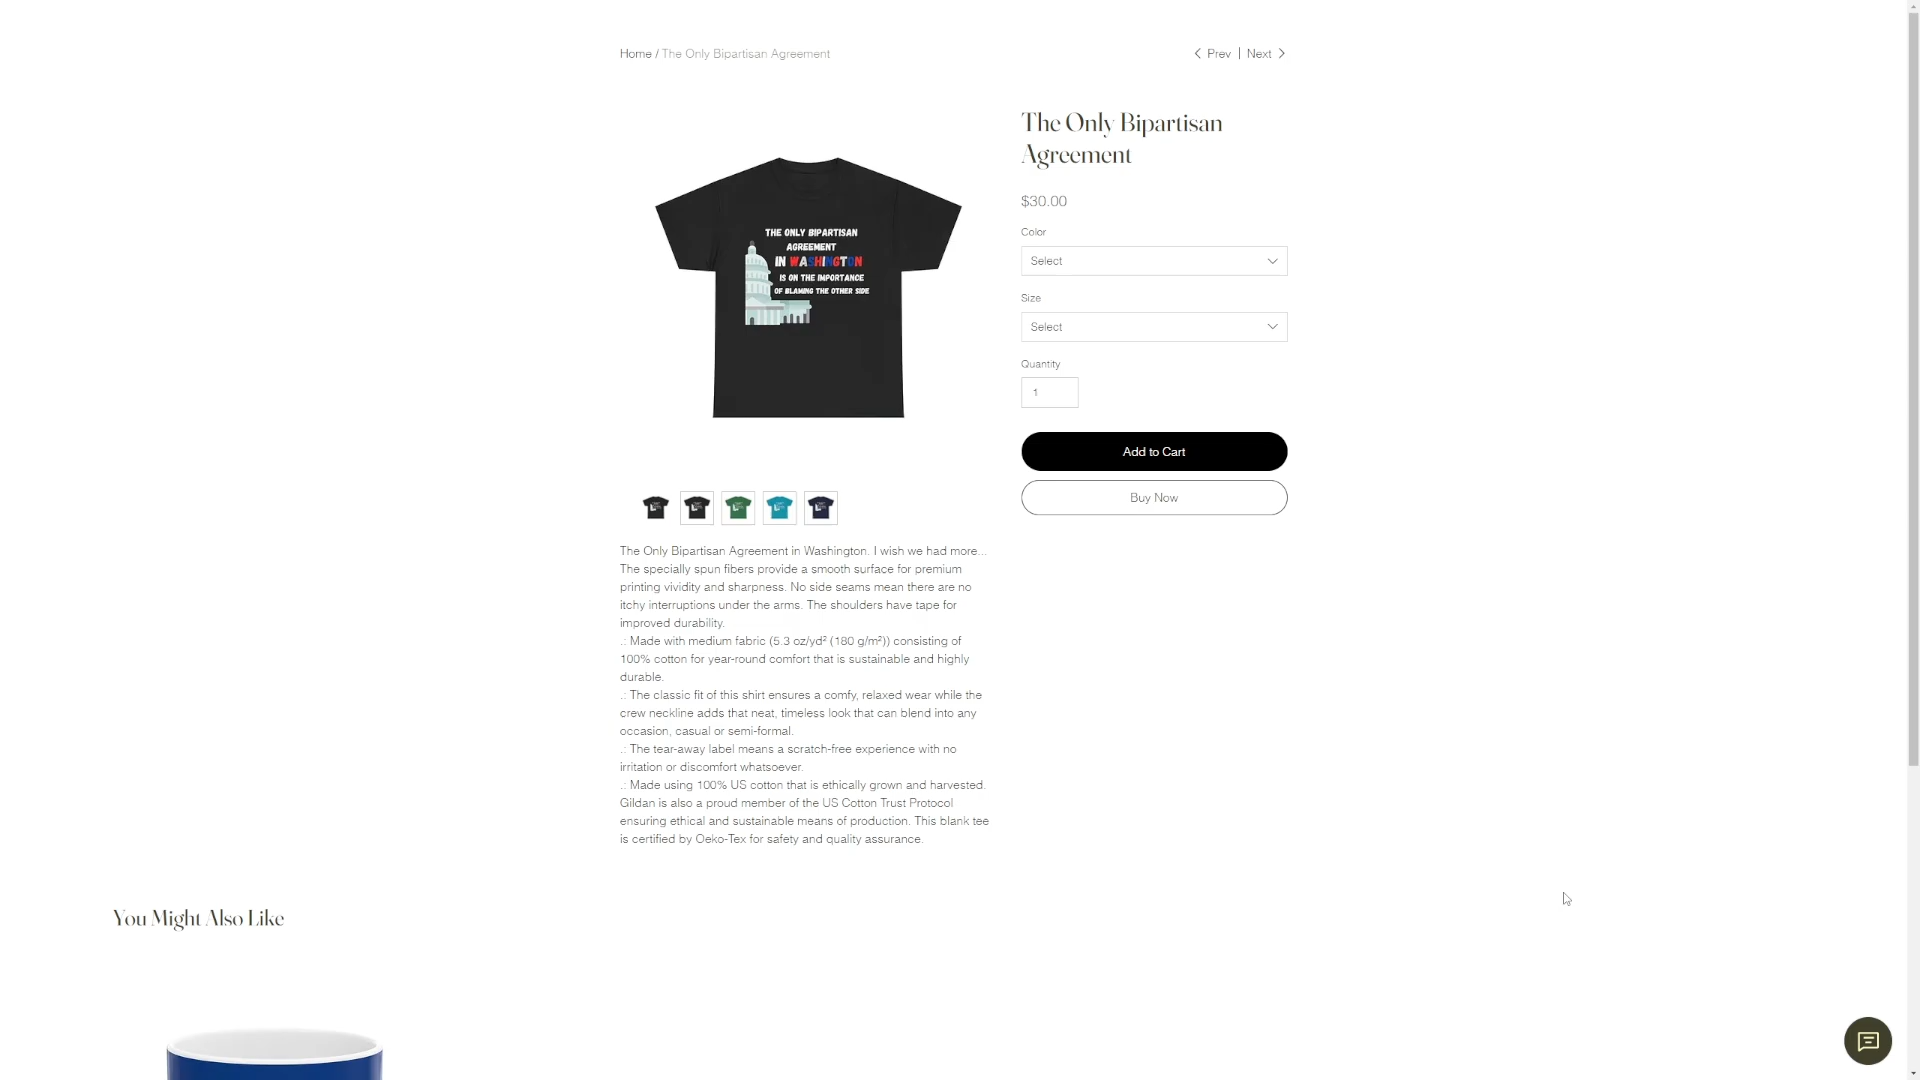 Home / The Only Bipartisan Agreement
Prev | Next
The Only Bipartisan
Agreement
$30.00
Color
Select
Size
Select
Quantity
1
Add to Cart
Buy Now
THE ONLY BIPARTISAN
AGREEMENT
IN WASHINGTON
IS ON THE IMPORTANCE
OF BLAMING THE OTHER SIDE
The Only Bipartisan Agreement in Washington. I wish we had more...
The specially spun fibers provide a smooth surface for premium
printing vividity and sharpness. No side seams mean there are no
itchy interruptions under the arms. The shoulders have tape for
improved durability.
.: Made with medium fabric (5.3 oz/yd² (180 g/m²)) consisting of
100% cotton for year-round comfort that is sustainable and highly
durable.
.: The classic fit of this shirt ensures a comfy, relaxed wear while the
crew neckline adds that neat, timeless look that can blend into any
occasion, casual or semi-formal.
.: The tear-away label means a scratch-free experience with no
irritation or discomfort whatsoever.
.: Made using 100% US cotton that is ethically grown and harvested.
Gildan is also a proud member of the US Cotton Trust Protocol
ensuring ethical and sustainable means of production. This blank tee
is certified by Oeko-Tex for safety and quality assurance.
You Might Also Like